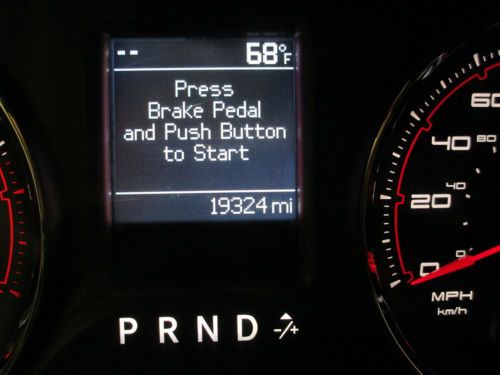 -- 68°F
Press
Brake Pedal
and Push Button
to Start
19324 mi
P R N D -/+
60
80
40
40
20
0
0
MPH
km/h